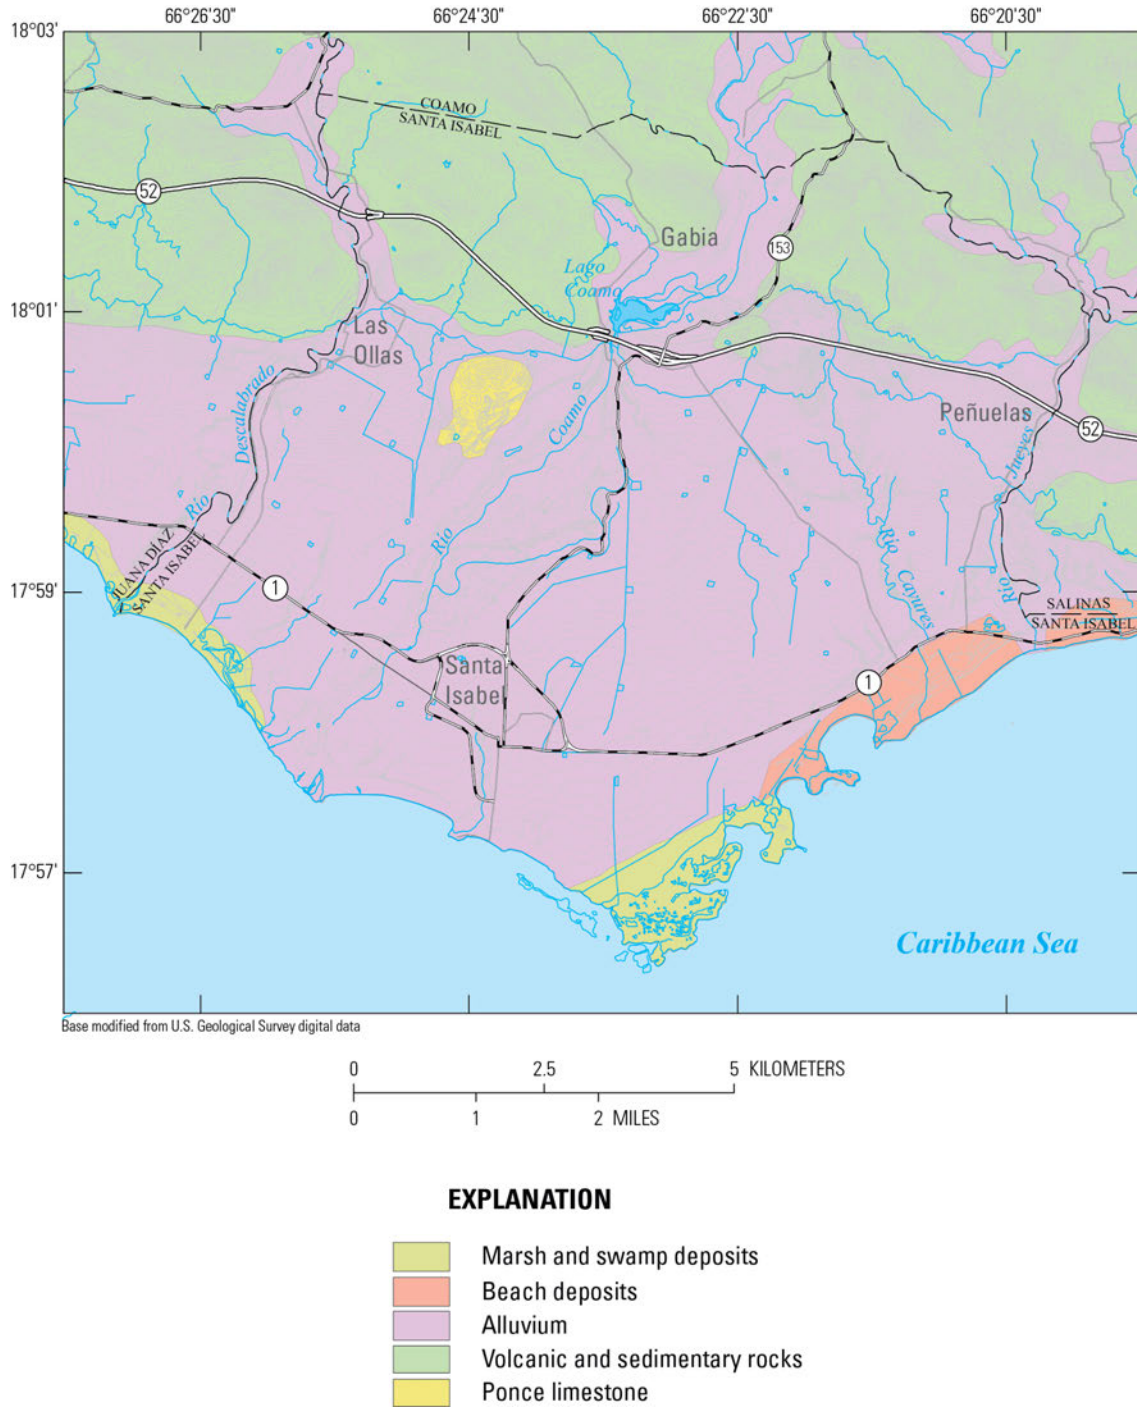 66°26'30"
66°24'30"
66°22'30"
66°20'30"
18°03'
COAMO
SANTA ISABEL
52
Gabia
153
Lago
Coamo
18°01'
Las
Ollas
Descalabrado
Coamo
Peñuelas
52
Jueyes
Rio
Rio
Rio
Cayures
Rio
JUANA DÍAZ
SANTA ISABEL
17°59'
1
SALINAS
SANTA ISABEL
Santa
Isabel
1
17°57'
Caribbean Sea
Base modified from U.S. Geological Survey digital data
0 2.5 5 KILOMETERS
0 1 2 MILES
EXPLANATION
Marsh and swamp deposits
Beach deposits
Alluvium
Volcanic and sedimentary rocks
Ponce limestone